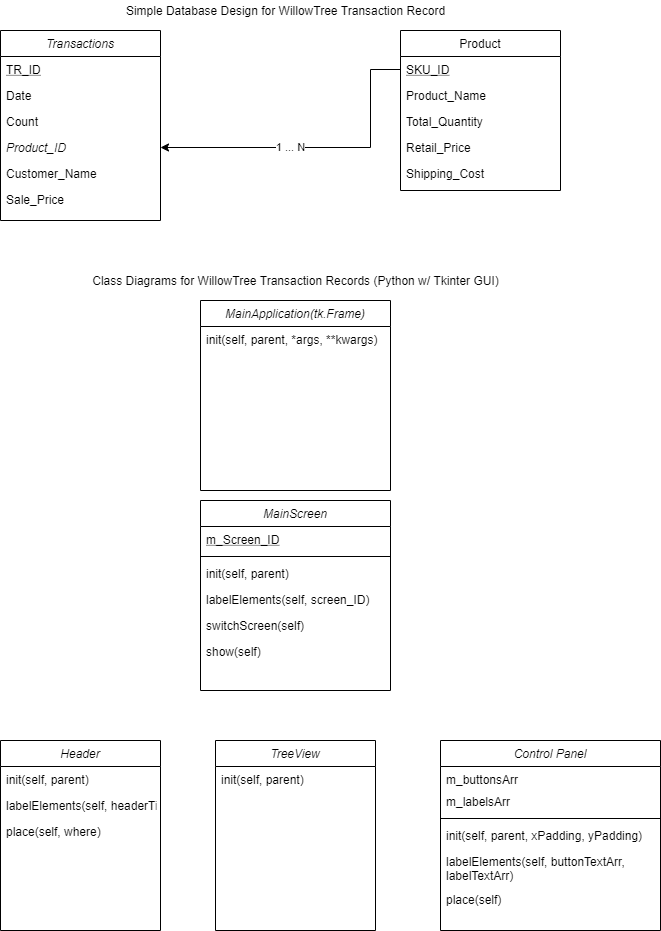 Simple Database Design for WillowTree Transaction Record
Transactions
TR_ID
Date
Count
Product_ID
Customer_Name
Sale_Price
1 ... N
Product
SKU_ID
Product_Name
Total_Quantity
Retail_Price
Shipping_Cost
Class Diagrams for WillowTree Transaction Records (Python w/ Tkinter GUI)
MainApplication(tk.Frame)
init(self, parent, *args, **kwargs)
MainScreen
m_Screen_ID
init(self, parent)
labelElements(self, screen_ID)
switchScreen(self)
show(self)
Header
init(self, parent)
labelElements(self, headerTi
place(self, where)
TreeView
init(self, parent)
Control Panel
m_buttonsArr
m_labelsArr
init(self, parent, xPadding, yPadding)
labelElements(self, buttonTextArr,
labelTextArr)
place(self)